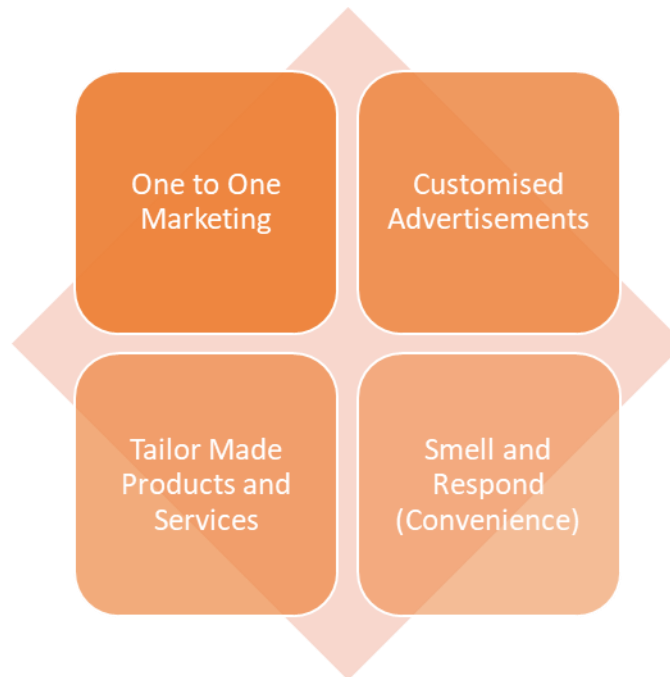 One to One
Marketing
Customised
Advertisements
Tailor Made
Products and
Services
Smell and
Respond
(Convenience)